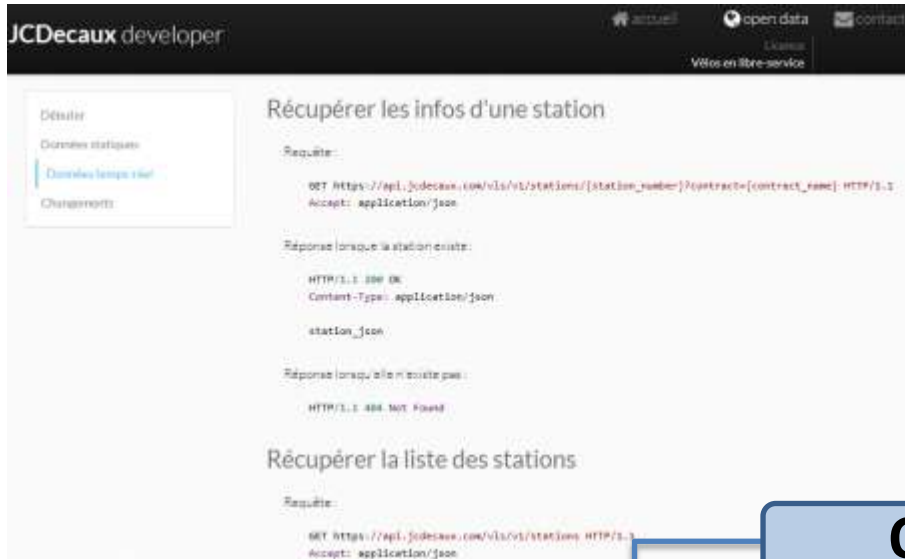 JCDecaux developer
accueil
open data
contact
Licence
Vélos en libre-service
Débuter
Données statiques
Données temps réel
Changements
Récupérer les infos d'une station
Requête:
GET https://api.jcdecaux.com/vls/v1/stations/{station_number}?contract={contract_name} HTTP/1.1
Accept: application/json
Réponse lorsque la station existe:
HTTP/1.1 200 OK
Content-Type: application/json
station_json
Réponse lorsqu'elle n'existe pas:
HTTP/1.1 404 Not Found
Récupérer la liste des stations
Requête:
GET https://api.jcdecaux.com/vls/v1/stations HTTP/1.1
Accept: application/json